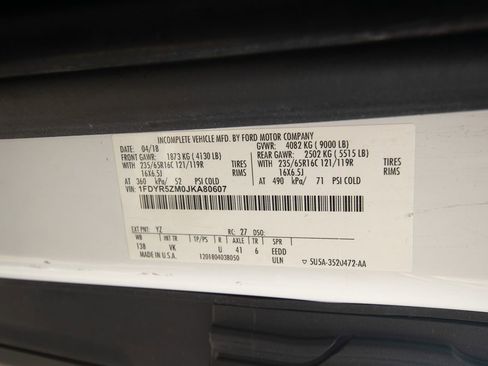 INCOMPLETE VEHICLE MFD. BY FORD MOTOR COMPANY
DATE: 04/18 GVWR: 4082 KG ( 9000 LB)
FRONT GAWR: 1873 KG ( 4130 LB) REAR GAWR: 2502 KG ( 5515 LB)
WITH 235/65R16C 121/119R TIRES WITH 235/65R16C 121/119R TIRES
16X6.5J RIMS 16X6.5J RIMS
AT 360 kPa/ 52 PSI COLD AT 490 kPa/ 71 PSI COLD
1FDYR5ZM0JKA80607
EXT PNT: YZ RC: 27 DSO:
WB INT TR TP/PS R AXLE TR SPR
138 VK U 41 6 EEDD
MADE IN U.S.A. 1201804038050 ULN ▽ 5U5A-3520472-AA